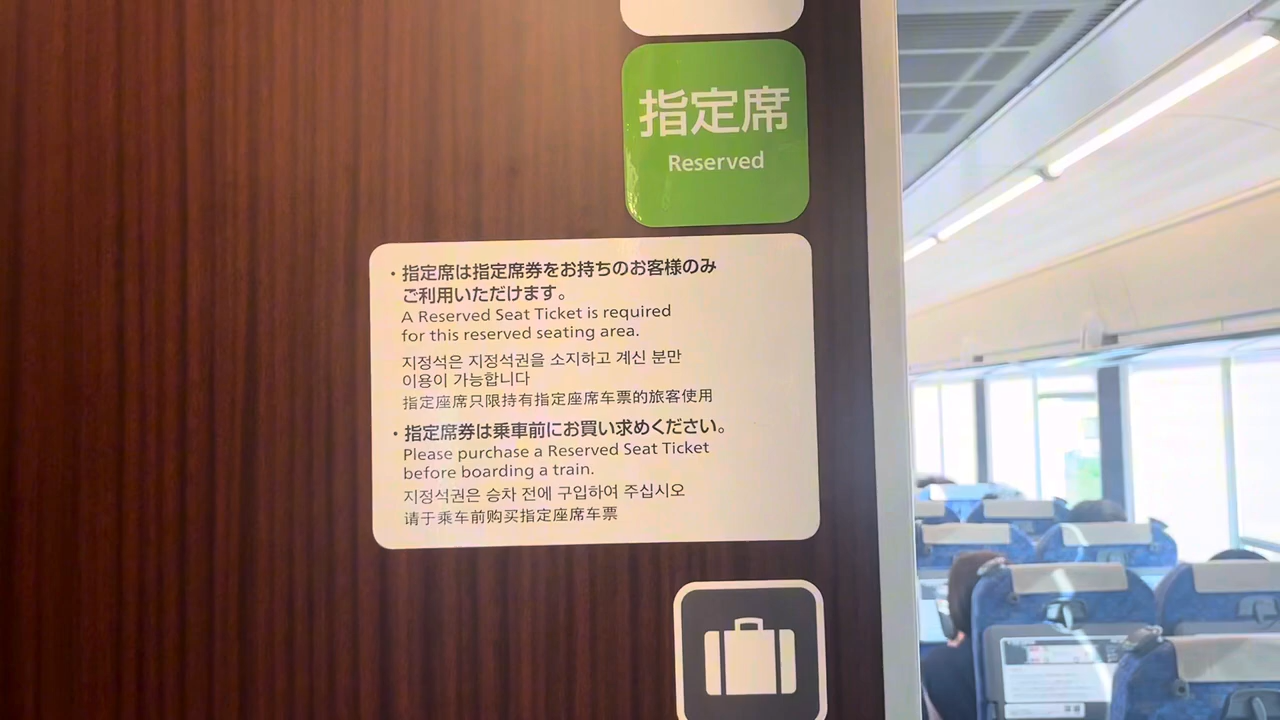 指定席
Reserved
・指定席は指定席券をお持ちのお客様のみ
ご利用いただけます。
A Reserved Seat Ticket is required
for this reserved seating area.
지정석은 지정석권을 소지하고 계신 분만
이용이 가능합니다
指定座席只限持有指定座席车票的旅客使用
・指定席券は乗車前にお買い求めください。
Please purchase a Reserved Seat Ticket
before boarding a train.
지정석권은 승차 전에 구입하여 주십시오
请于乘车前购买指定座席车票